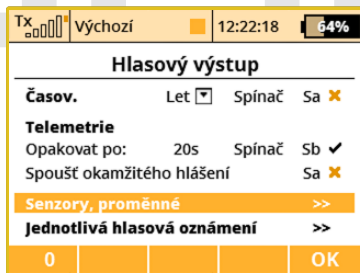 Tx Výchozí 12:22:18 64%
Hlasový výstup
Časov. Let Spínač Sa
Telemetrie
Opakovat po: 20s Spínač Sb
Spoušť okamžitého hlášení Sa
Senzory, proměnné >>
Jednotlivá hlasová oznámení >>
0 OK